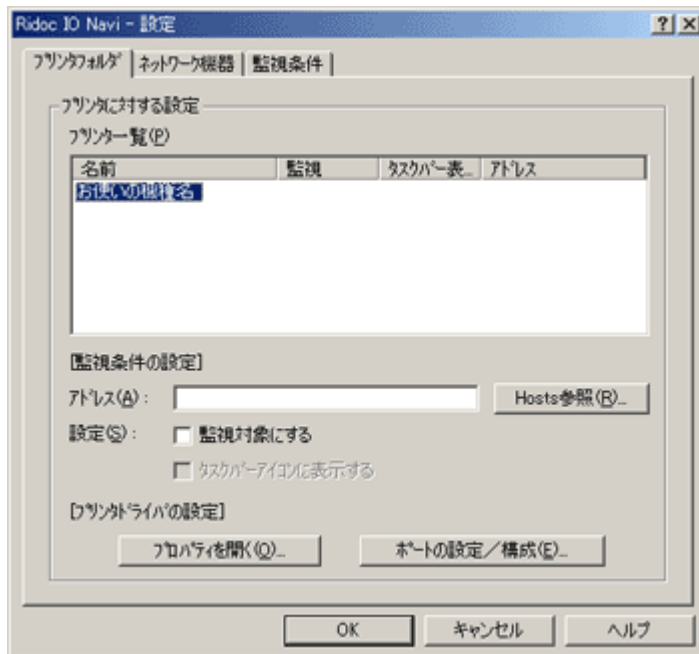 Ridoc IO Navi - 設定
プリンタフォルダ ネットワーク機器 監視条件
プリンタに対する設定
プリンター覧(P)
名前 監視 タスクバー表... アドレス
お使いの機種名
[監視条件の設定]
アドレス(A): Hosts参照(R)...
設定(S): 監視対象にする
タスクバーアイコンに表示する
[プリンタドライバの設定]
プロパティを開く(O)... ポートの設定/構成(E)...
OK キャンセル ヘルプ